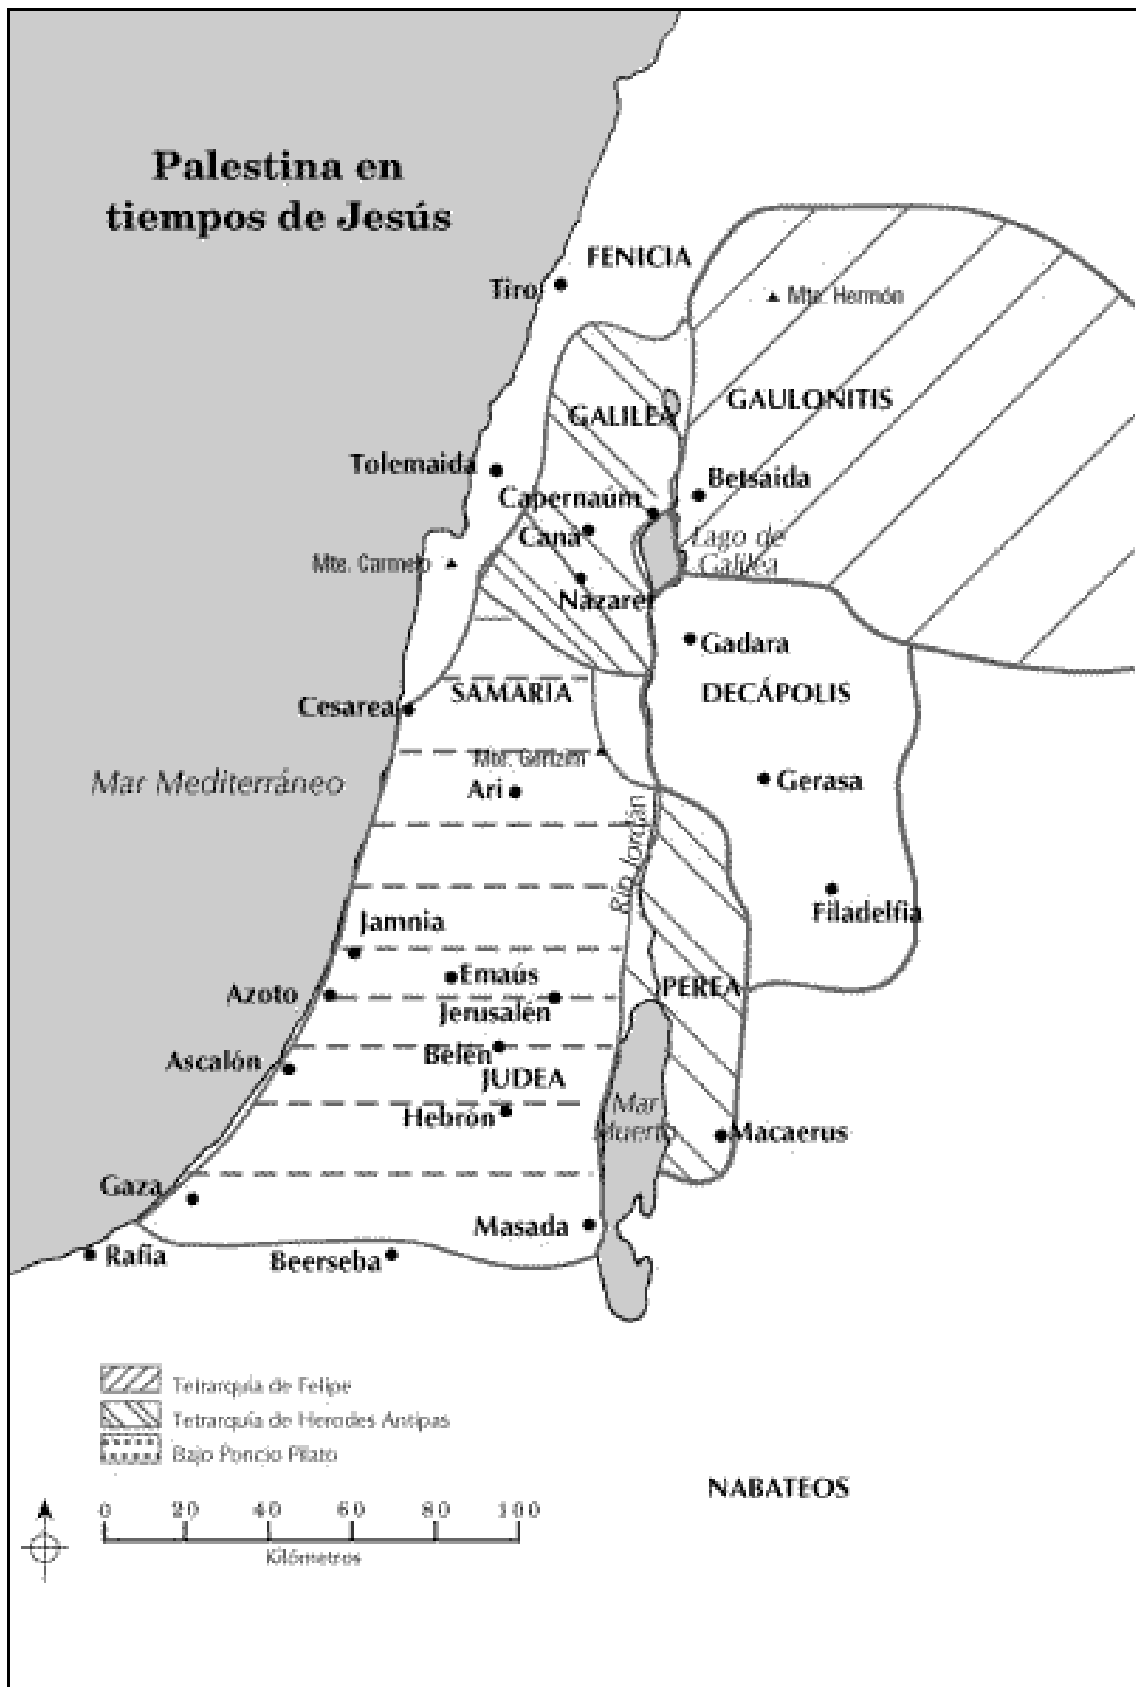 Palestina en
tiempos de Jesús
FENICIA
Tiro
Mte. Hermón
GALILEA
GAULONITIS
Tolemaida
Betsaida
Capernaúm
Caná
Lago de
Galilea
Mte. Carmelo
Nazaret
Gadara
SAMARIA
DECÁPOLIS
Cesarea
Mte. Gerizim
Mar Mediterráneo
Ari
Gerasa
Río Jordán
Filadelfia
Jamnia
Emaús
PEREA
Azoto
Jerusalén
Belén
Ascalón
JUDEA
Hebrón
Mar
Muerto
Macaerus
Gaza
Masada
Rafia
Beerseba
Tetrarquía de Felipe
Tetrarquía de Herodes Antipas
Bajo Poncio Pilato
NABATEOS
0 20 40 60 80 100
Kilómetros